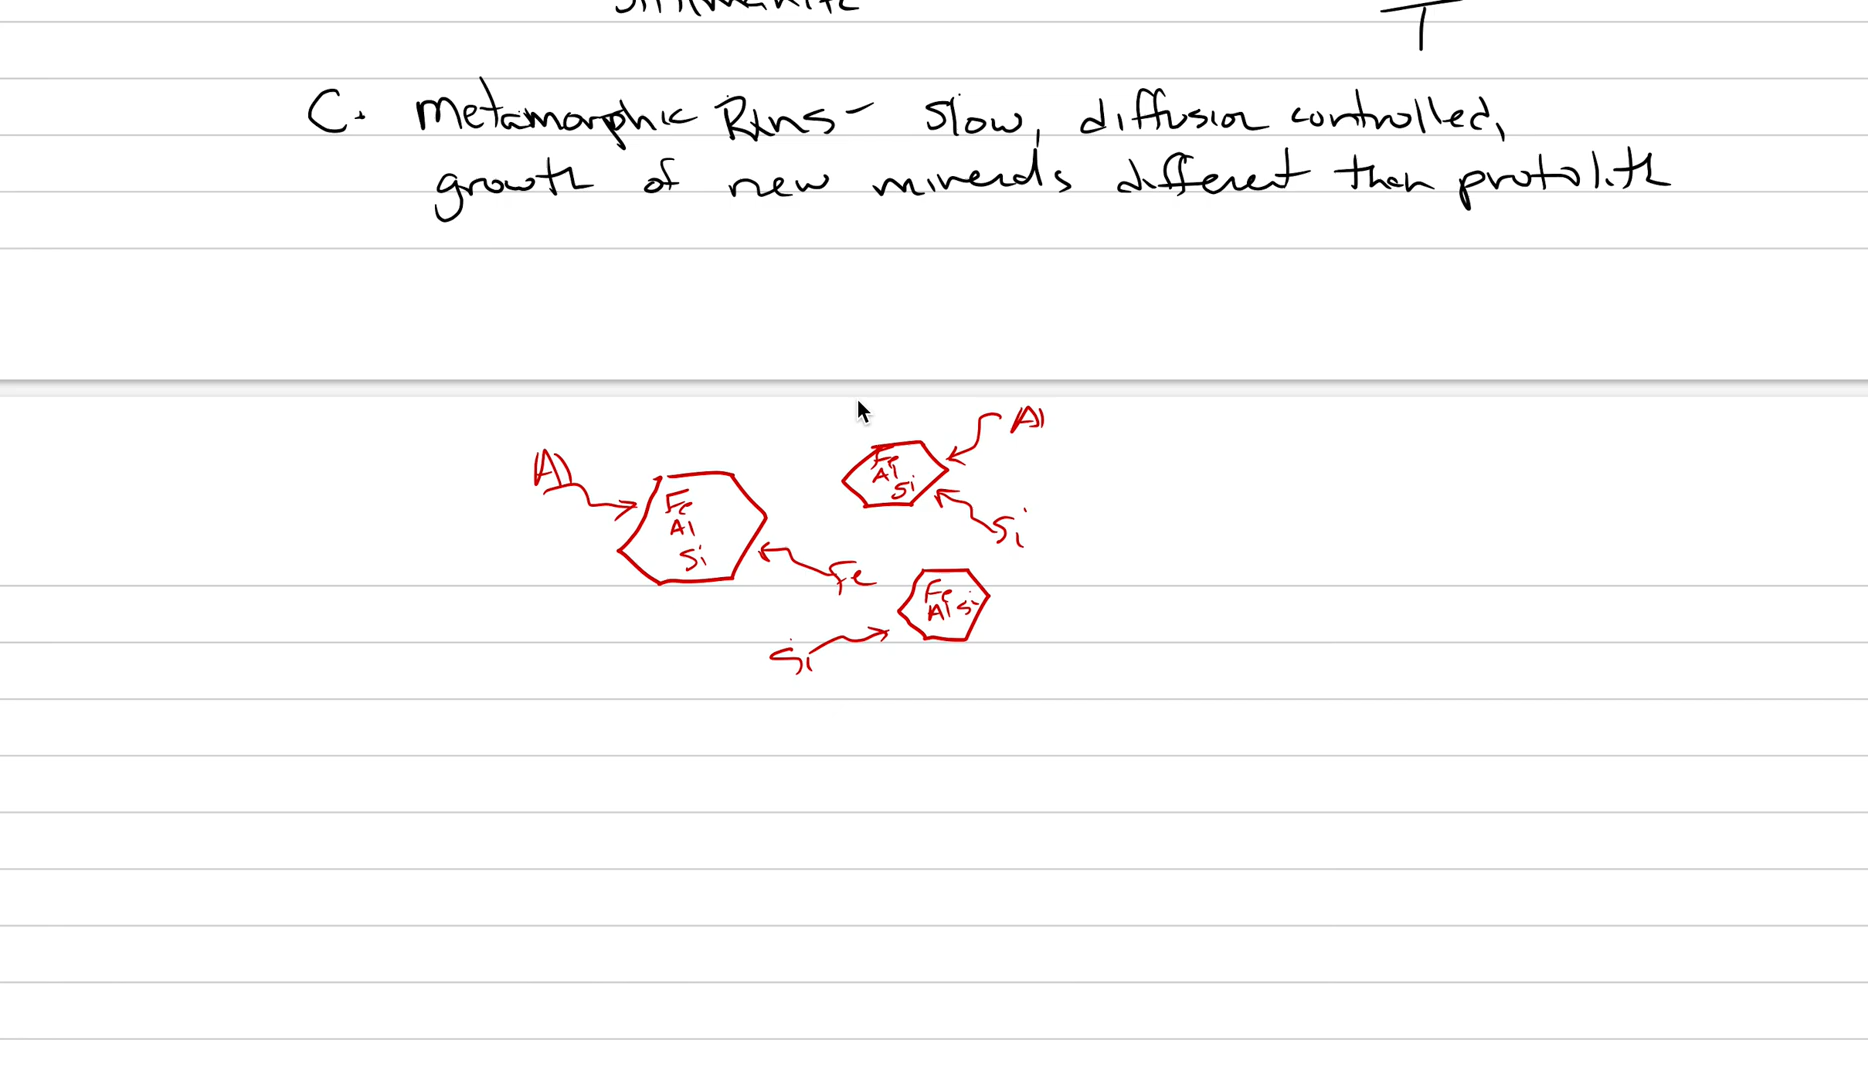 T
C. Metamorphic Rxns - Slow, diffusion controlled,
growth of new minerals different than protolith
Al
Fe
Al
Si
Al
Fe
Al
Si
Si
Fe
Fe
Al Si
Si